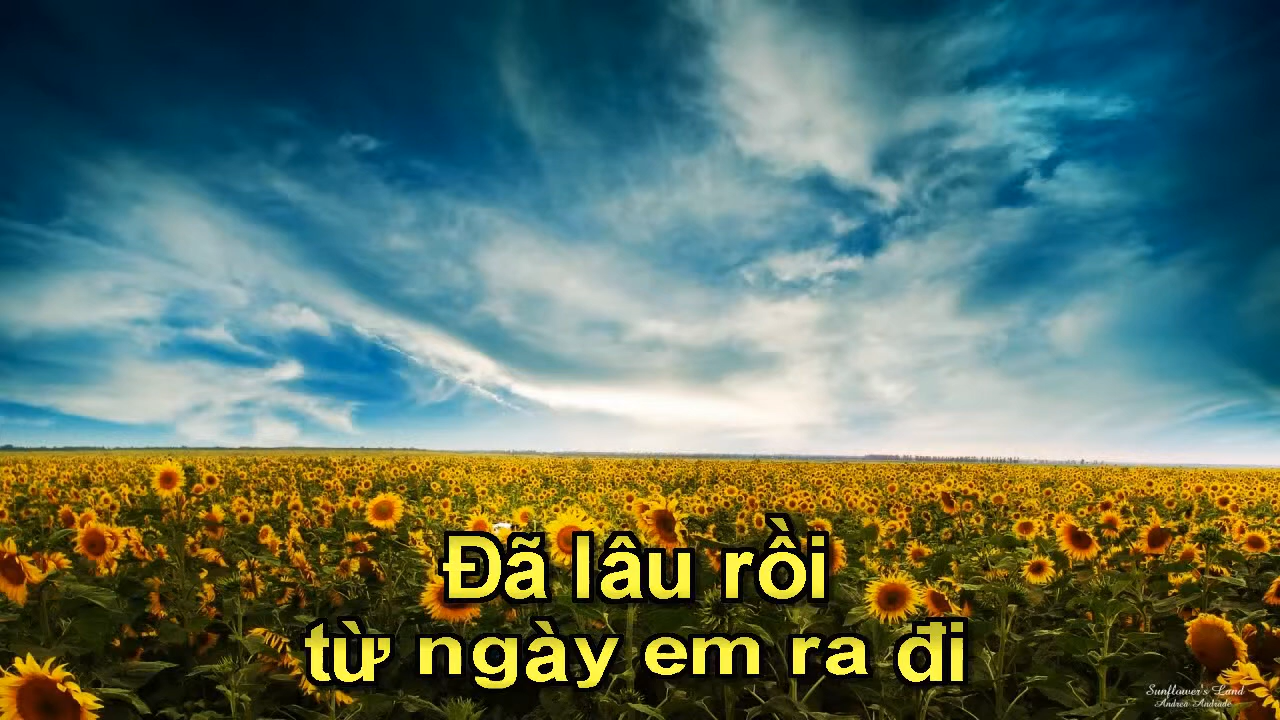 Đã lâu rồi
từ ngày em ra đi
Sunflower's Land
Andrea Andrade